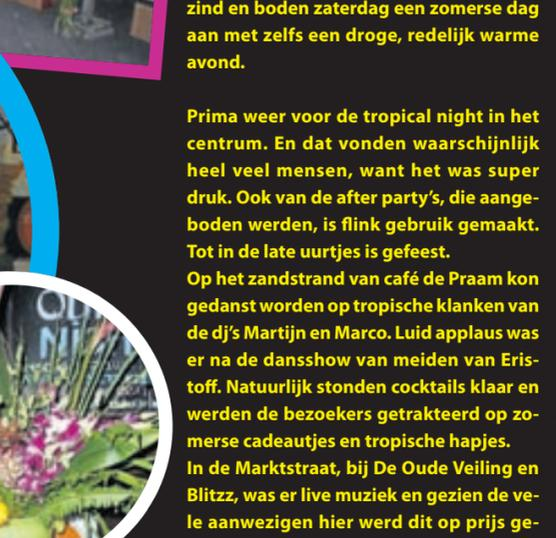 zind en boden zaterdag een zomerse dag
aan met zelfs een droge, redelijk warme
avond.
Prima weer voor de tropical night in het
centrum. En dat vonden waarschijnlijk
heel veel mensen, want het was super
druk. Ook van de after party's, die aange-
boden werden, is flink gebruik gemaakt.
Tot in de late uurtjes is gefeest.
Op het zandstrand van café de Praam kon
gedanst worden op tropische klanken van
de dj's Martijn en Marco. Luid applaus was
er na de dansshow van meiden van Eris-
toff. Natuurlijk stonden cocktails klaar en
werden de bezoekers getrakteerd op zo-
merse cadeautjes en tropische hapjes.
In de Marktstraat, bij De Oude Veiling en
Blitzz, was er live muziek en gezien de ve-
le aanwezigen hier werd dit op prijs ge-